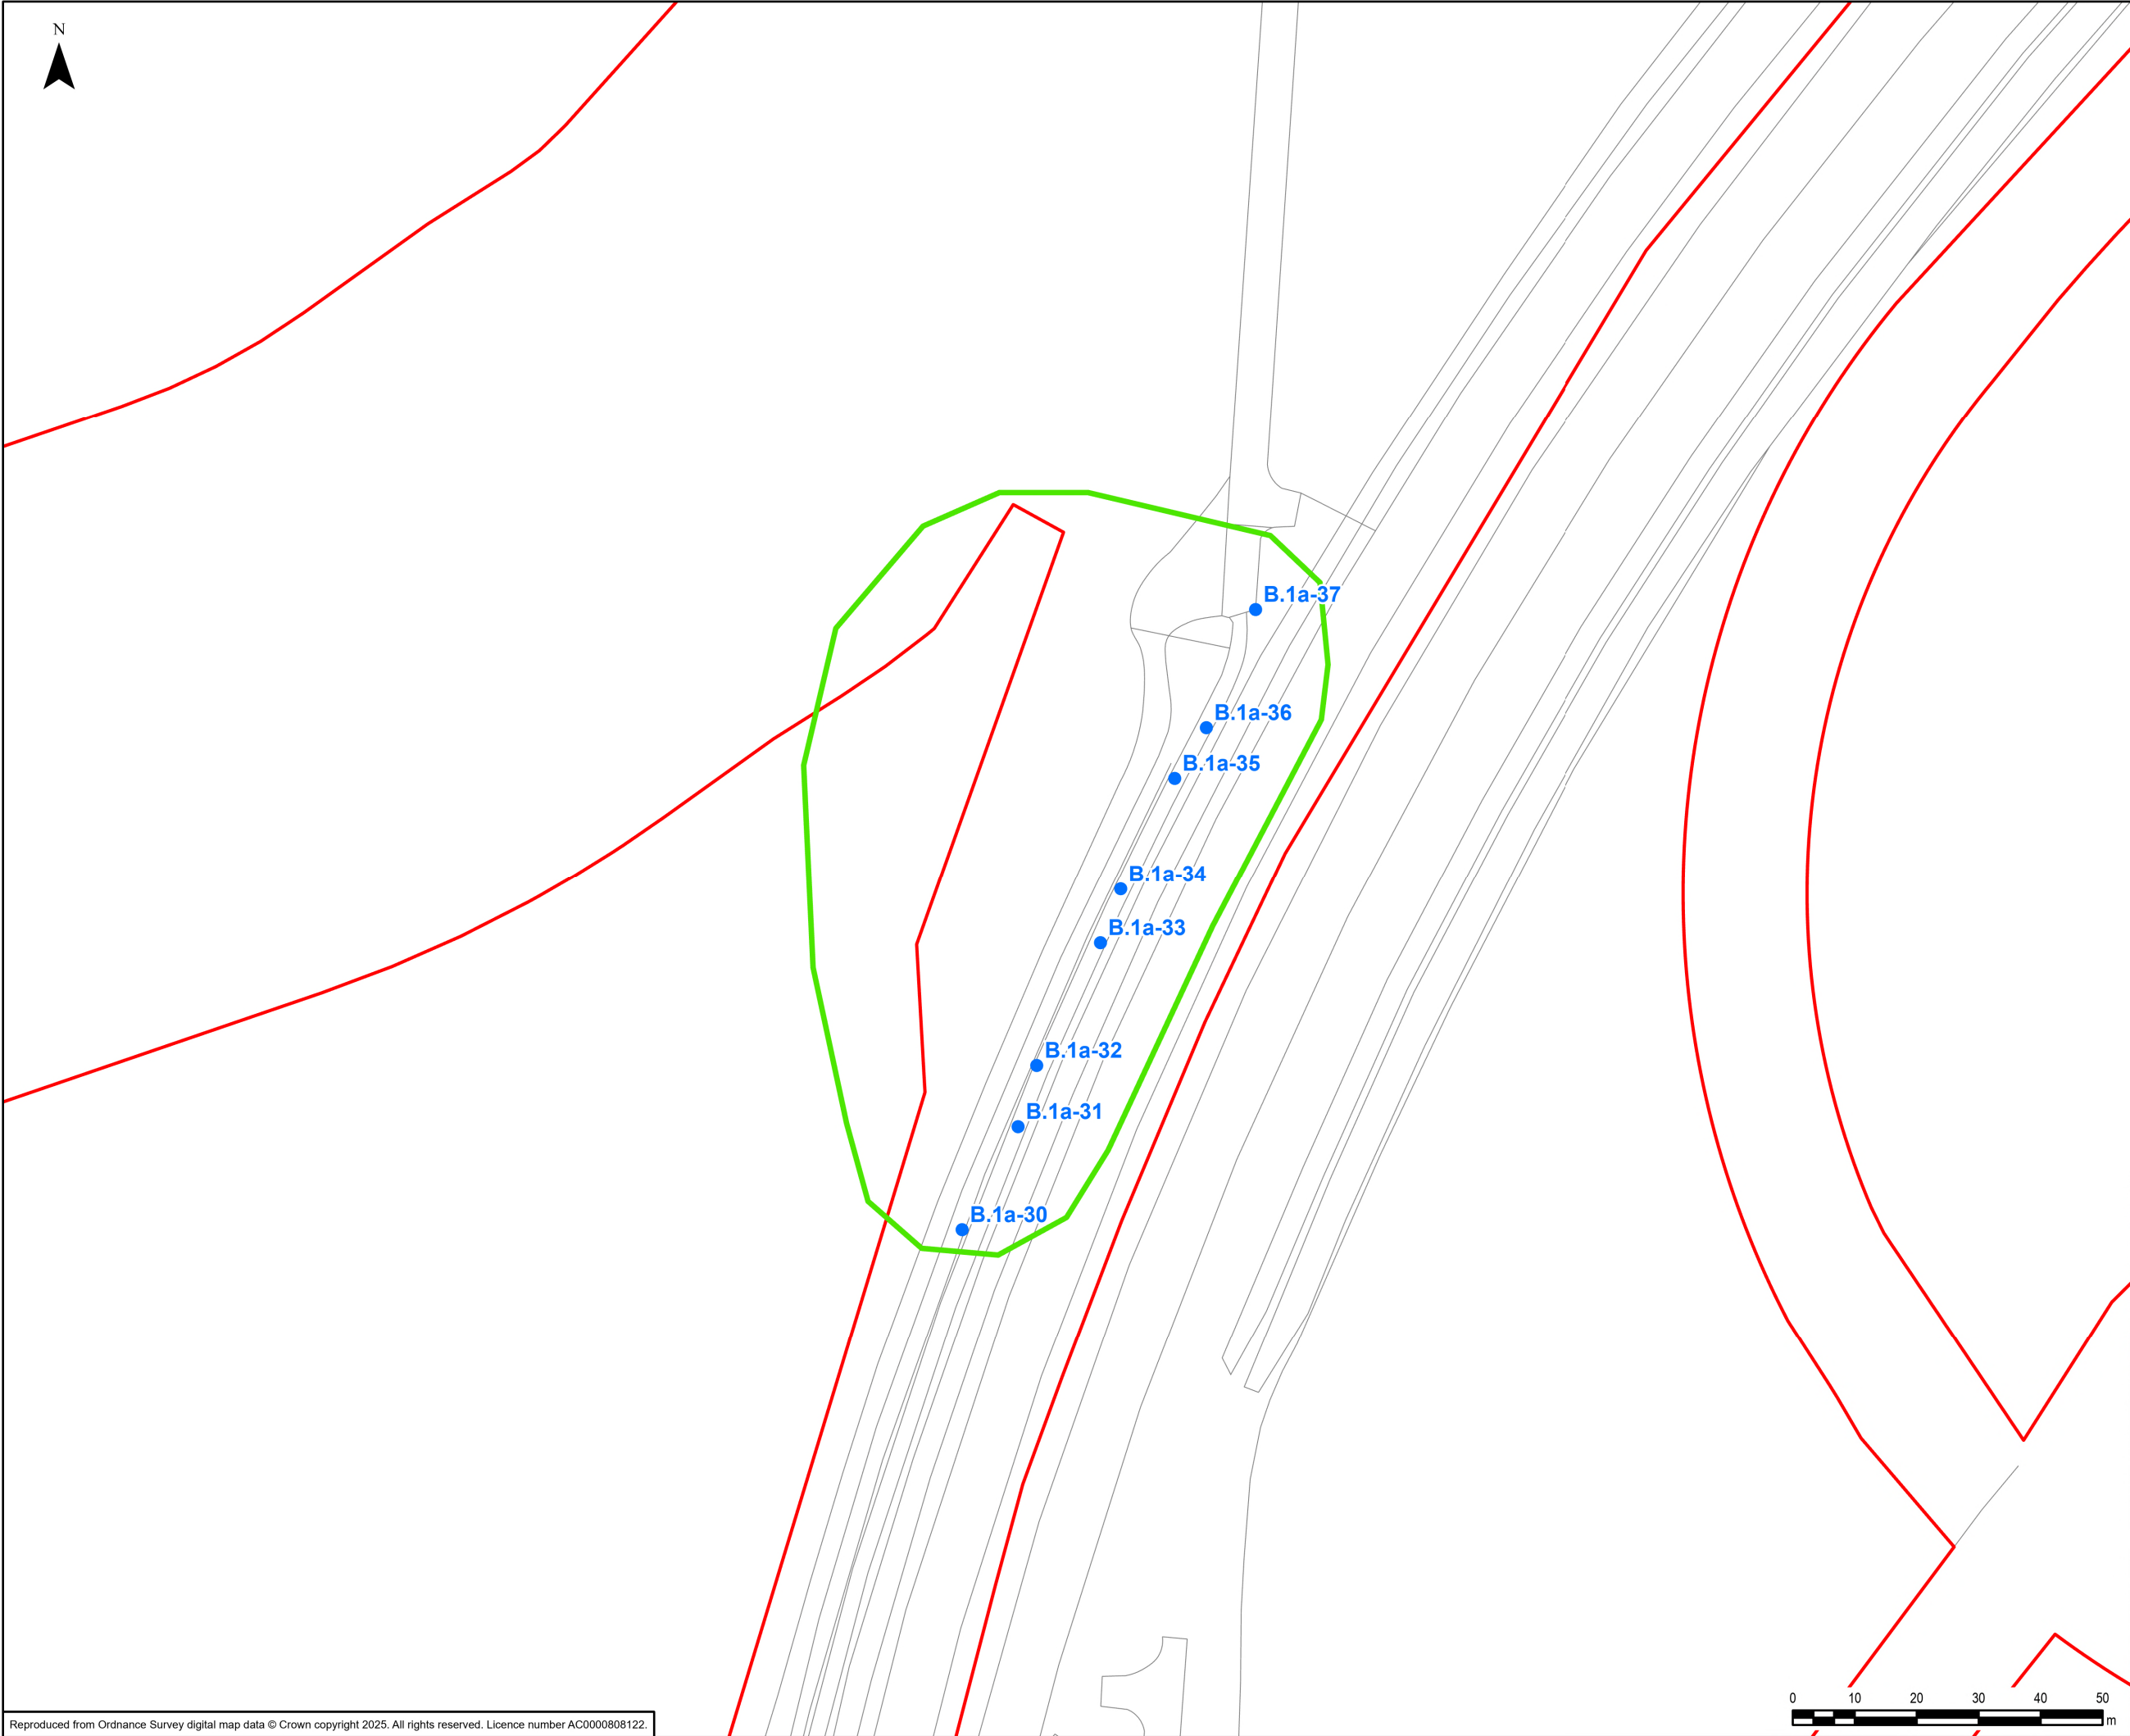 N
B.1a-37
B.1a-36
B.1a-35
B.1a-34
B.1a-33
B.1a-32
B.1a-31
B.1a-30
0 10 20 30 40 50
m
Reproduced from Ordnance Survey digital map data © Crown copyright 2025. All rights reserved. Licence number AC0000808122.